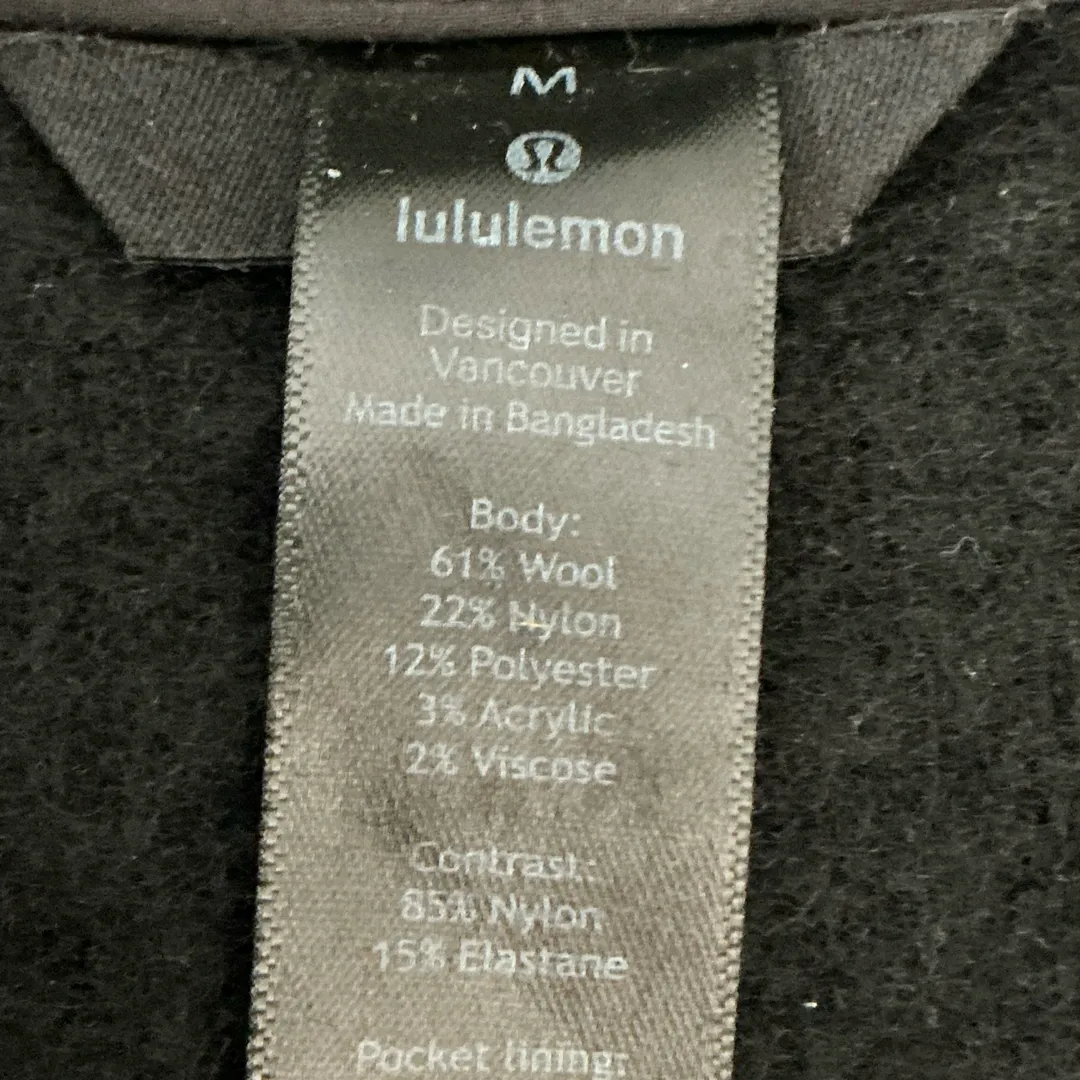 M
lululemon
Designed in
Vancouver
Made in Bangladesh
Body:
61% Wool
22% Nylon
12% Polyester
3% Acrylic
2% Viscose
Contrast:
85% Nylon
15% Elastane
Pocket lining: